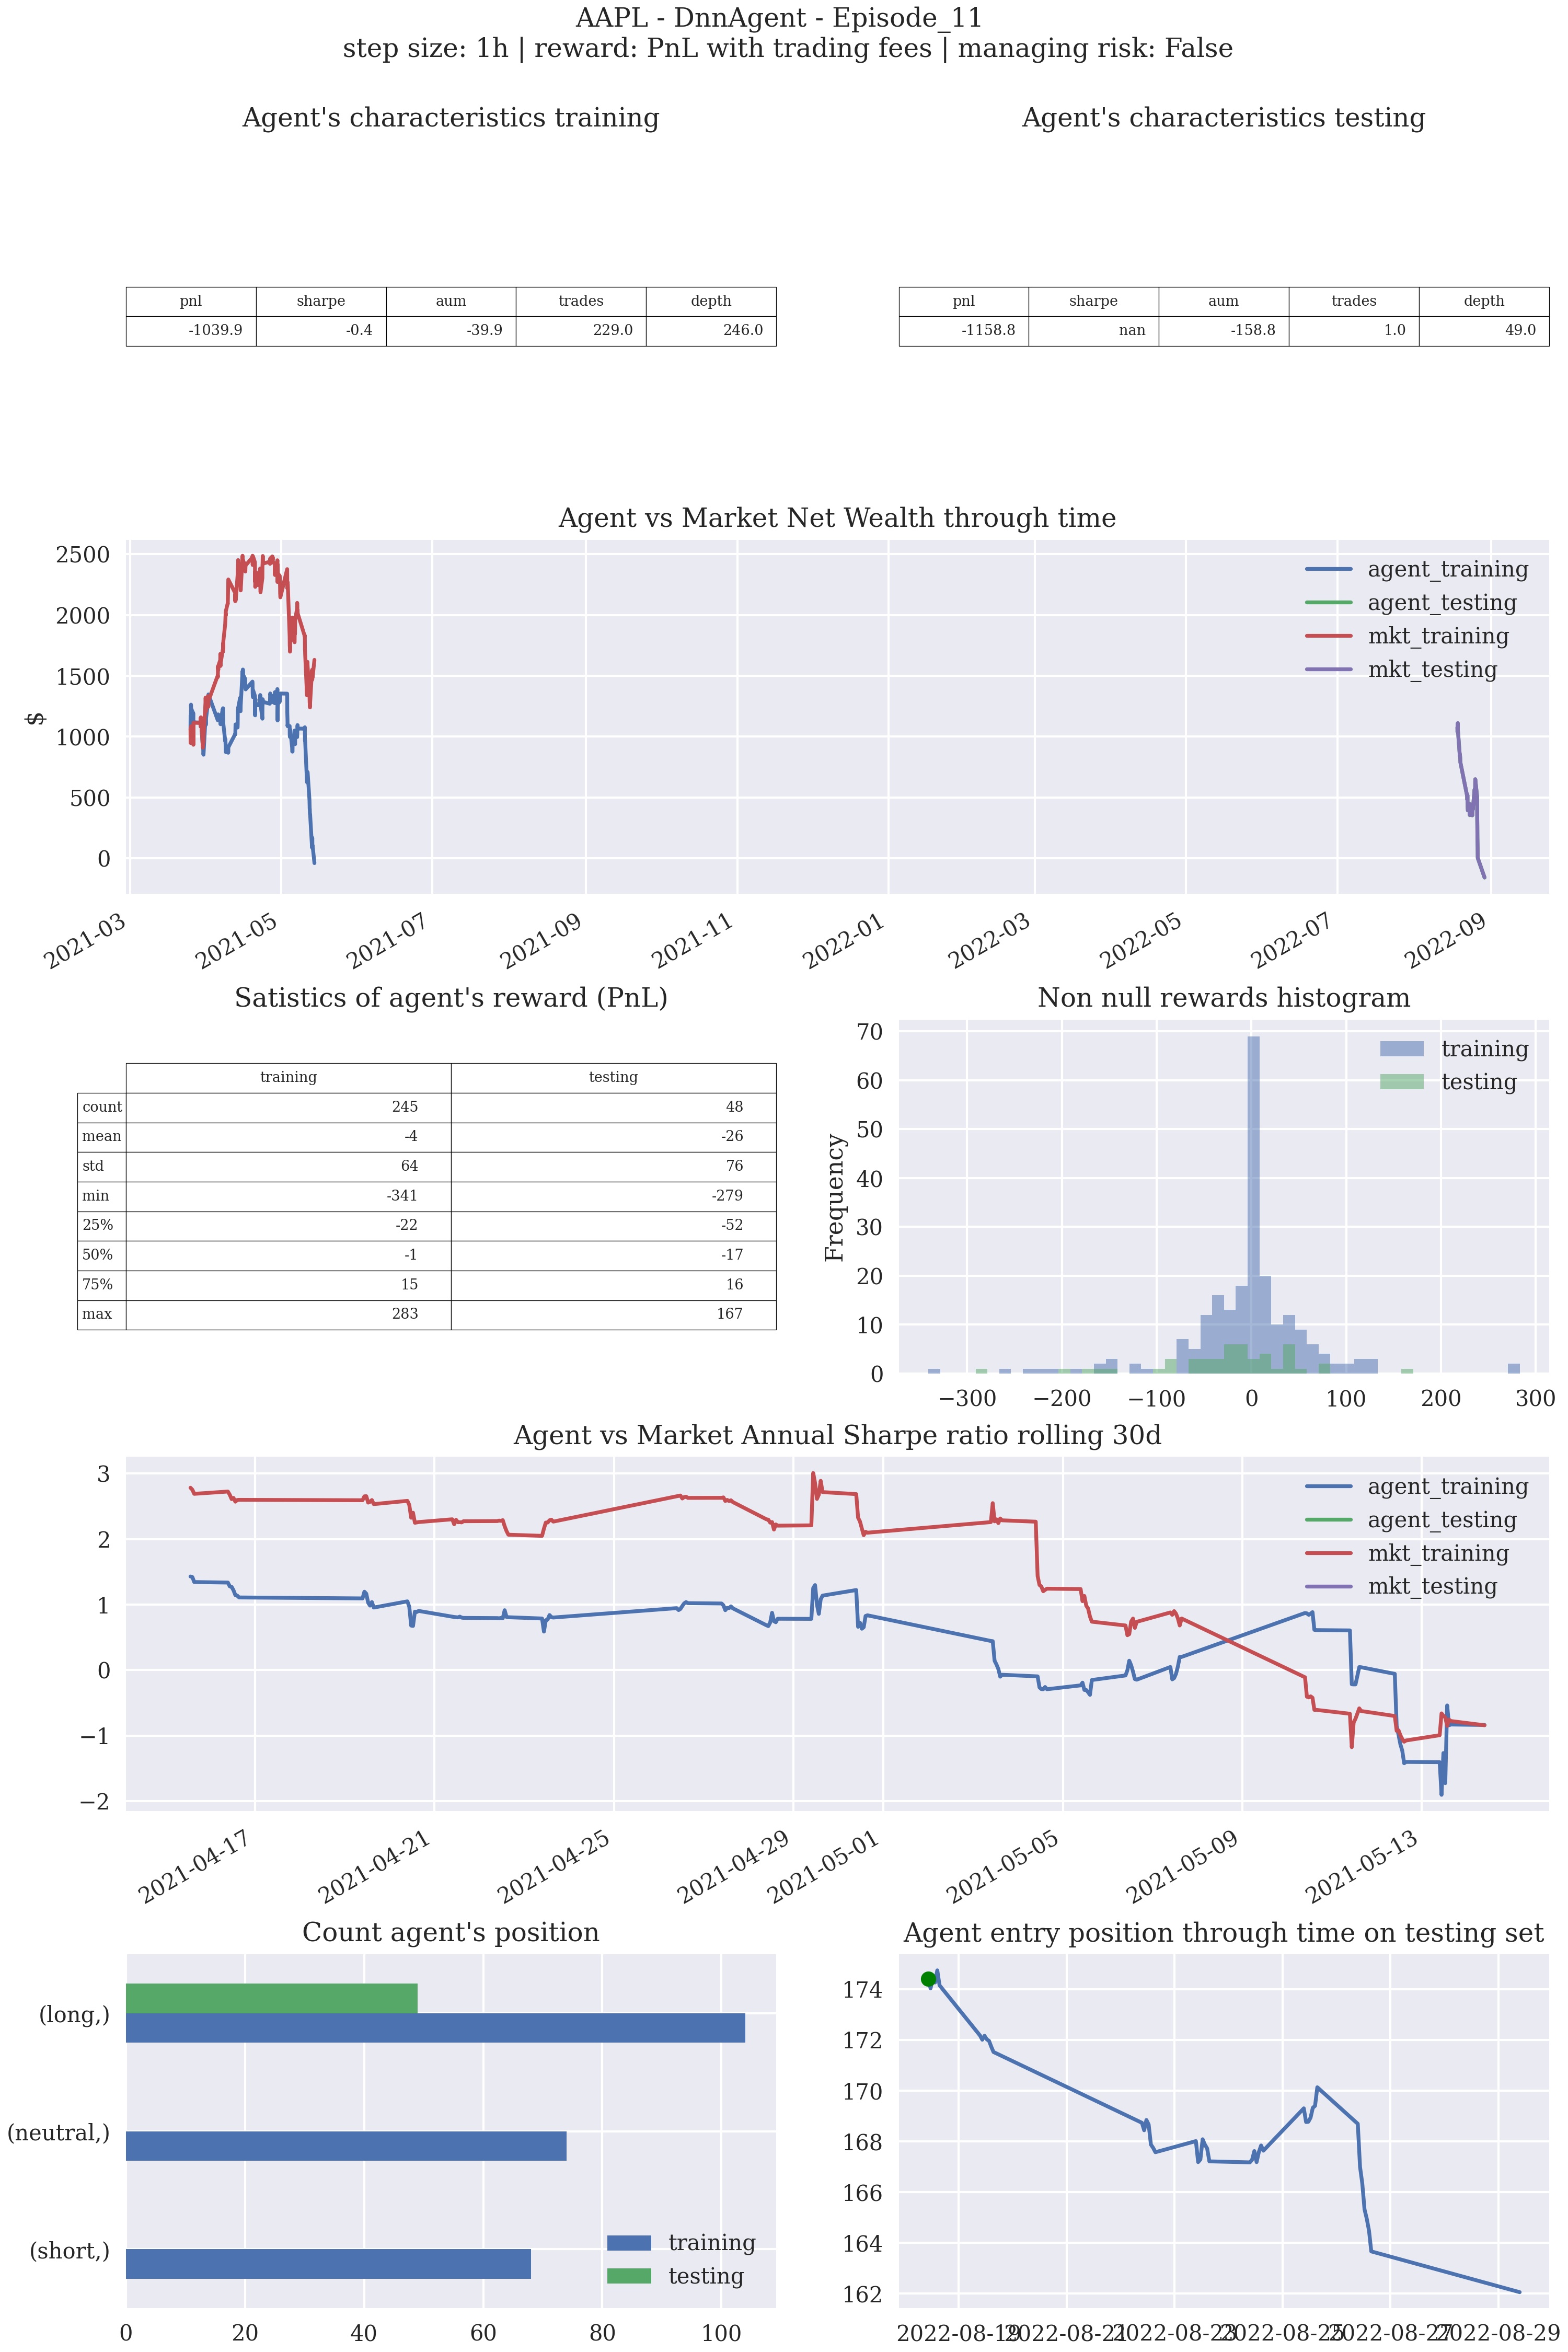 AAPL - DnnAgent - Episode_11
step size: 1h | reward: PnL with trading fees | managing risk: False
Agent's characteristics training
Agent's characteristics testing
pnl sharpe aum trades depth
-1039.9 -0.4 -39.9 229.0 246.0
pnl sharpe aum trades depth
-1158.8 nan -158.8 1.0 49.0
Agent vs Market Net Wealth through time
$
2500
2000
1500
1000
500
0
agent_training
agent_testing
mkt_training
mkt_testing
2021-03 2021-05 2021-07 2021-09 2021-11 2022-01 2022-03 2022-05 2022-07 2022-09
Satistics of agent's reward (PnL)
training testing
count 245 48
mean -4 -26
std 64 76
min -341 -279
25% -22 -52
50% -1 -17
75% 15 16
max 283 167
Non null rewards histogram
Frequency
70
60
50
40
30
20
10
0
training
testing
−300 −200 −100 0 100 200 300
Agent vs Market Annual Sharpe ratio rolling 30d
3
2
1
0
−1
−2
agent_training
agent_testing
mkt_training
mkt_testing
2021-04-17 2021-04-21 2021-04-25 2021-04-29 2021-05-01 2021-05-05 2021-05-09 2021-05-13
Count agent's position
(long,)
(neutral,)
(short,)
training
testing
0 20 40 60 80 100
Agent entry position through time on testing set
174
172
170
168
166
164
162
2022-08-19 2022-08-21 2022-08-23 2022-08-25 2022-08-27 2022-08-29